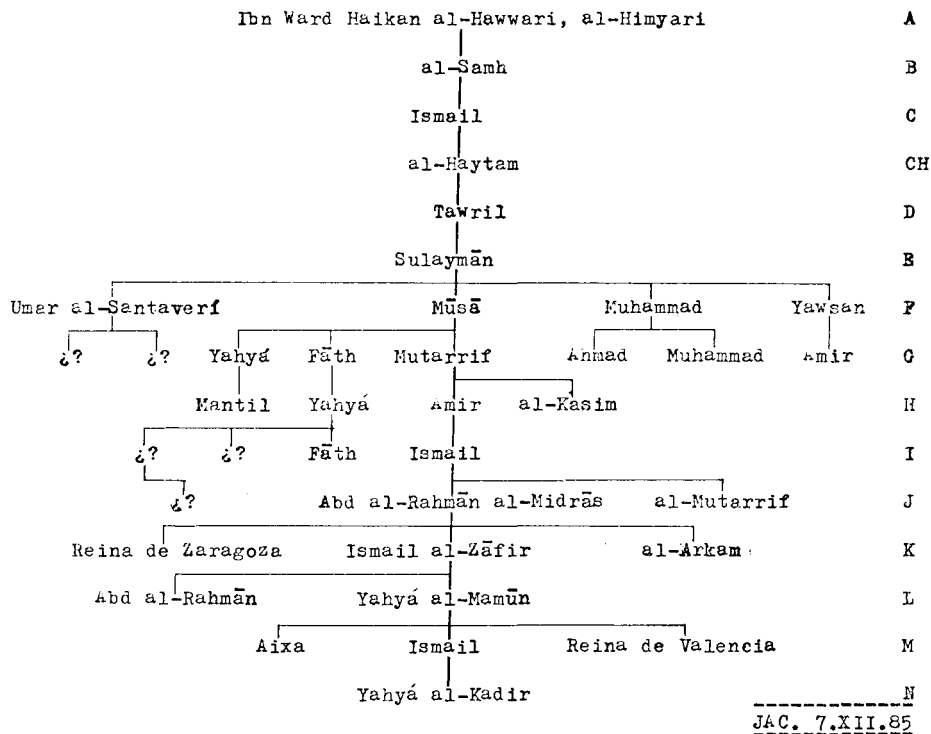 Ibn Ward Haikan al-Hawwari, al-Himyari A
al-Samh B
Ismail C
al-Haytam CH
Tawril D
Sulaymān E
Umar al-Santaverí Mūsā Muhammad Yawsan F
¿? ¿? Yahyá Fāth Mutarrif Ahmad Muhammad Amir G
Mantil Yahyá Amir al-Kasim H
¿? ¿? Fāth Ismail I
¿? Abd al-Rahmān al-Midrās al-Mutarrif J
Reina de Zaragoza Ismail al-Zāfir al-Arkam K
Abd al-Rahmān Yahyá al-Mamūn L
Aixa Ismail Reina de Valencia M
Yahyá al-Kadir N
JAC. 7.XII.85